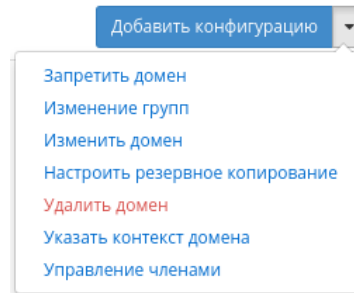 Добавить конфигурацию
Запретить домен
Изменение групп
Изменить домен
Настроить резервное копирование
Удалить домен
Указать контекст домена
Управление членами